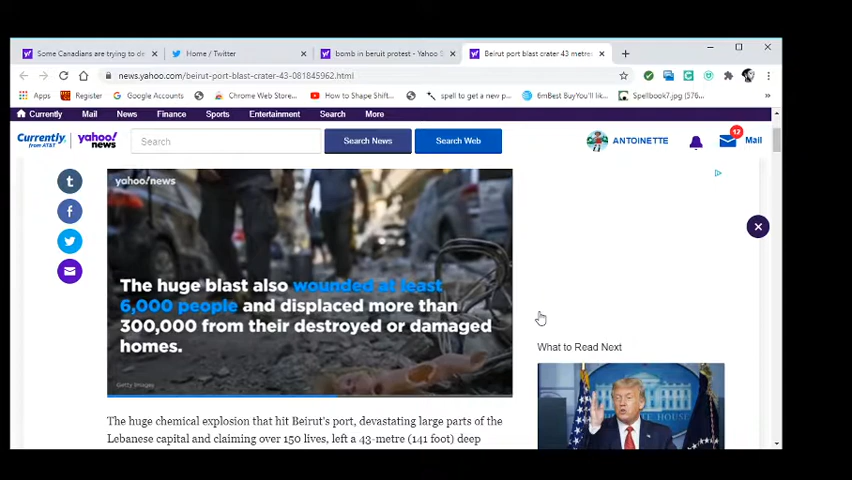 Some Canadians are trying to de
Home / Twitter
bomb in beruit protest - Yahoo S
Beirut port blast crater 43 metres
news.yahoo.com/beirut-port-blast-crater-43-081845962.html
Apps Register Google Accounts Chrome Web Store... How to Shape Shift... spell to get a new p... 6mBest BuyYou'll lik... Spellbook7.jpg (576... »
Currently Mail News Finance Sports Entertainment Search More
Currently from AT&T yahoo! news Search Search News Search Web ANTOINETTE 12 Mail
yahoo!news
The huge blast also wounded at least
6,000 people and displaced more than
300,000 from their destroyed or damaged
homes.
Getty Images
What to Read Next
The huge chemical explosion that hit Beirut's port, devastating large parts of the
Lebanese capital and claiming over 150 lives, left a 43-metre (141 foot) deep